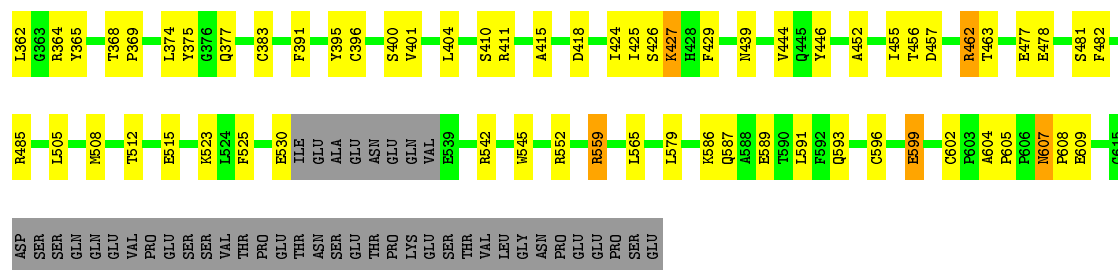 L362 G363 R364 Y365 T368 P369 L374 Y375 G376 Q377 C383 F391 Y395 C396 S400 V401 L404 S410 R411 A415 D418 I424 I425 S426 K427 H428 F429 N439 V444 Q445 Y446 A452 I455 T456 D457 R462 T463 E477 E478 S481 F482
R485 L505 M508 T512 E515 K523 L524 F525 E530 ILE GLU ALA GLU ASN GLU GLN VAL E539 R542 W545 R552 R559 L565 L579 K586 Q587 A588 E589 T590 L591 F592 Q593 C596 E599 C602 P603 A604 P605 P606 N607 P608 E609 G615
ASP SER SER GLN GLN GLU VAL PRO GLU SER SER VAL THR PRO GLU THR ASN SER GLU THR PRO LYS GLU SER THR VAL LEU GLY ASN PRO GLU GLU PRO SER GLU